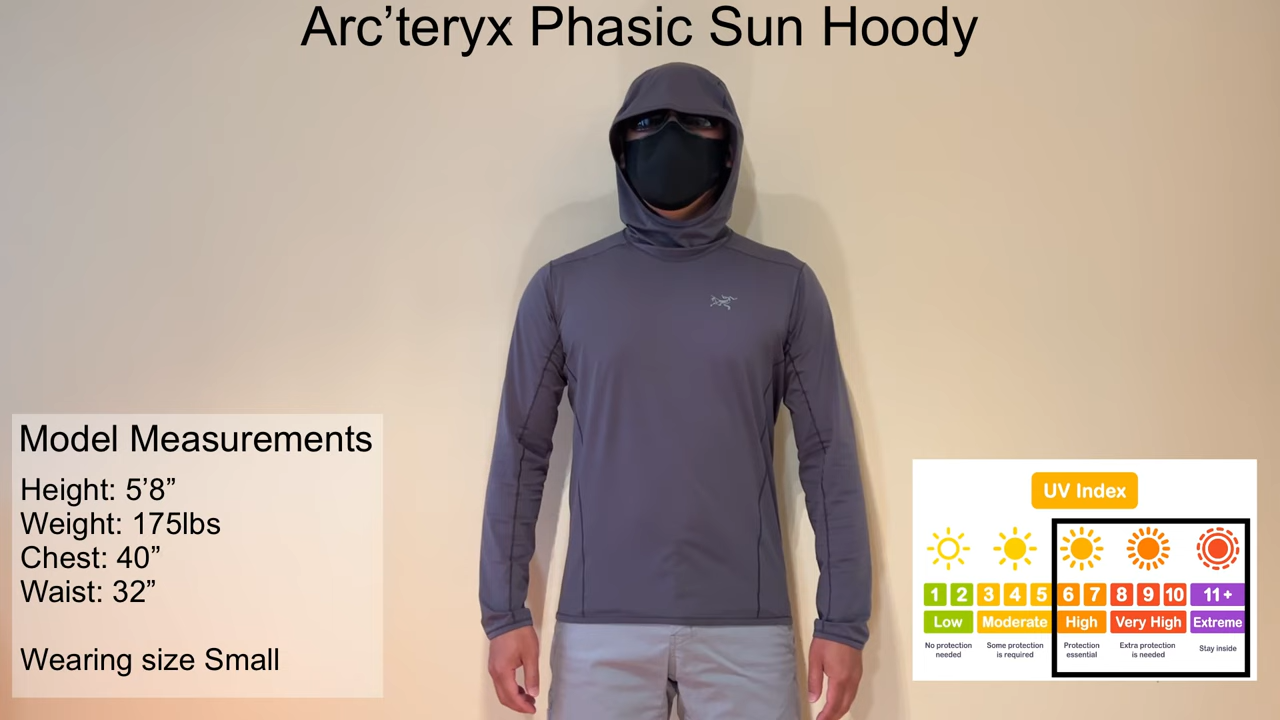 Arc’teryx Phasic Sun Hoody
Model Measurements
Height: 5’8”
Weight: 175lbs
Chest: 40”
Waist: 32”
Wearing size Small
UV Index
1 2 3 4 5 6 7 8 9 10 11+
Low Moderate High Very High Extreme
No protection needed
Some protection is required
Protection essential
Extra protection is needed
Stay inside